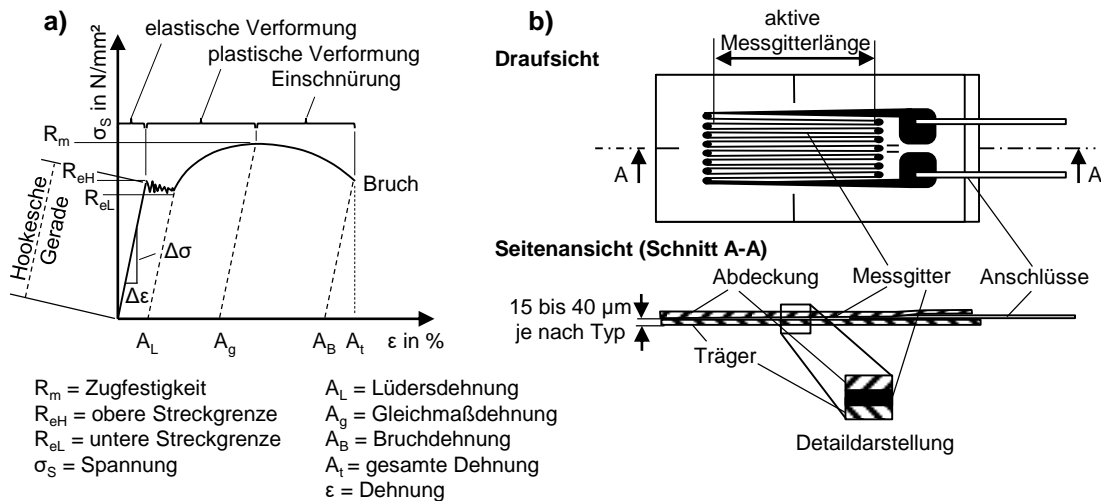 a)
elastische Verformung
plastische Verformung
Einschnürung
σS in N/mm²
Rm
ReH
ReL
Hookesche
Gerade
Δσ
Δε
Bruch
AL
Ag
AB
At
ε in %
Rm = Zugfestigkeit
ReH = obere Streckgrenze
ReL = untere Streckgrenze
σS = Spannung
AL = Lüdersdehnung
Ag = Gleichmaßdehnung
AB = Bruchdehnung
At = gesamte Dehnung
ε = Dehnung
b)
aktive
Messgitterlänge
Draufsicht
A
A
Seitenansicht (Schnitt A-A)
Abdeckung
Messgitter
Anschlüsse
15 bis 40 µm
je nach Typ
Träger
Detaildarstellung